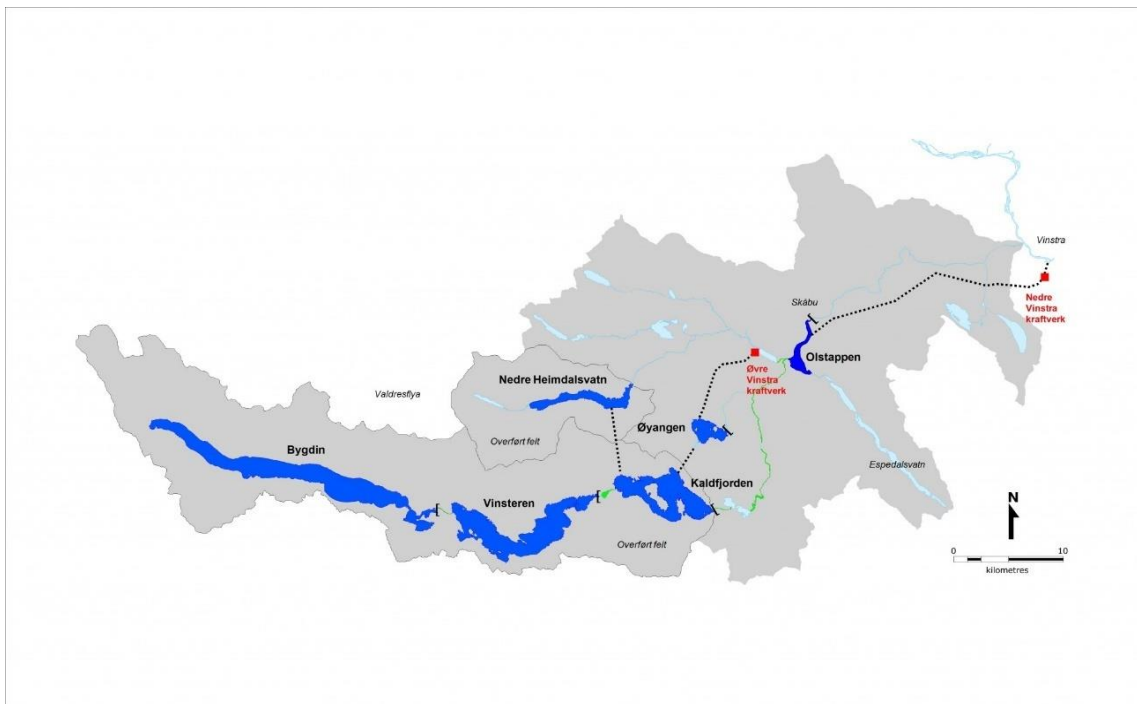 Vinstra
Nedre
Vinstra
kraftverk
Skåbu
Olstappen
Øvre
Vinstra
kraftverk
Nedre Heimdalsvatn
Valdresflya
Øyangen
Overført felt
Bygdin
Espedalsvatn
Kaldfjorden
Vinsteren
Overført felt
N
0 10
kilometres